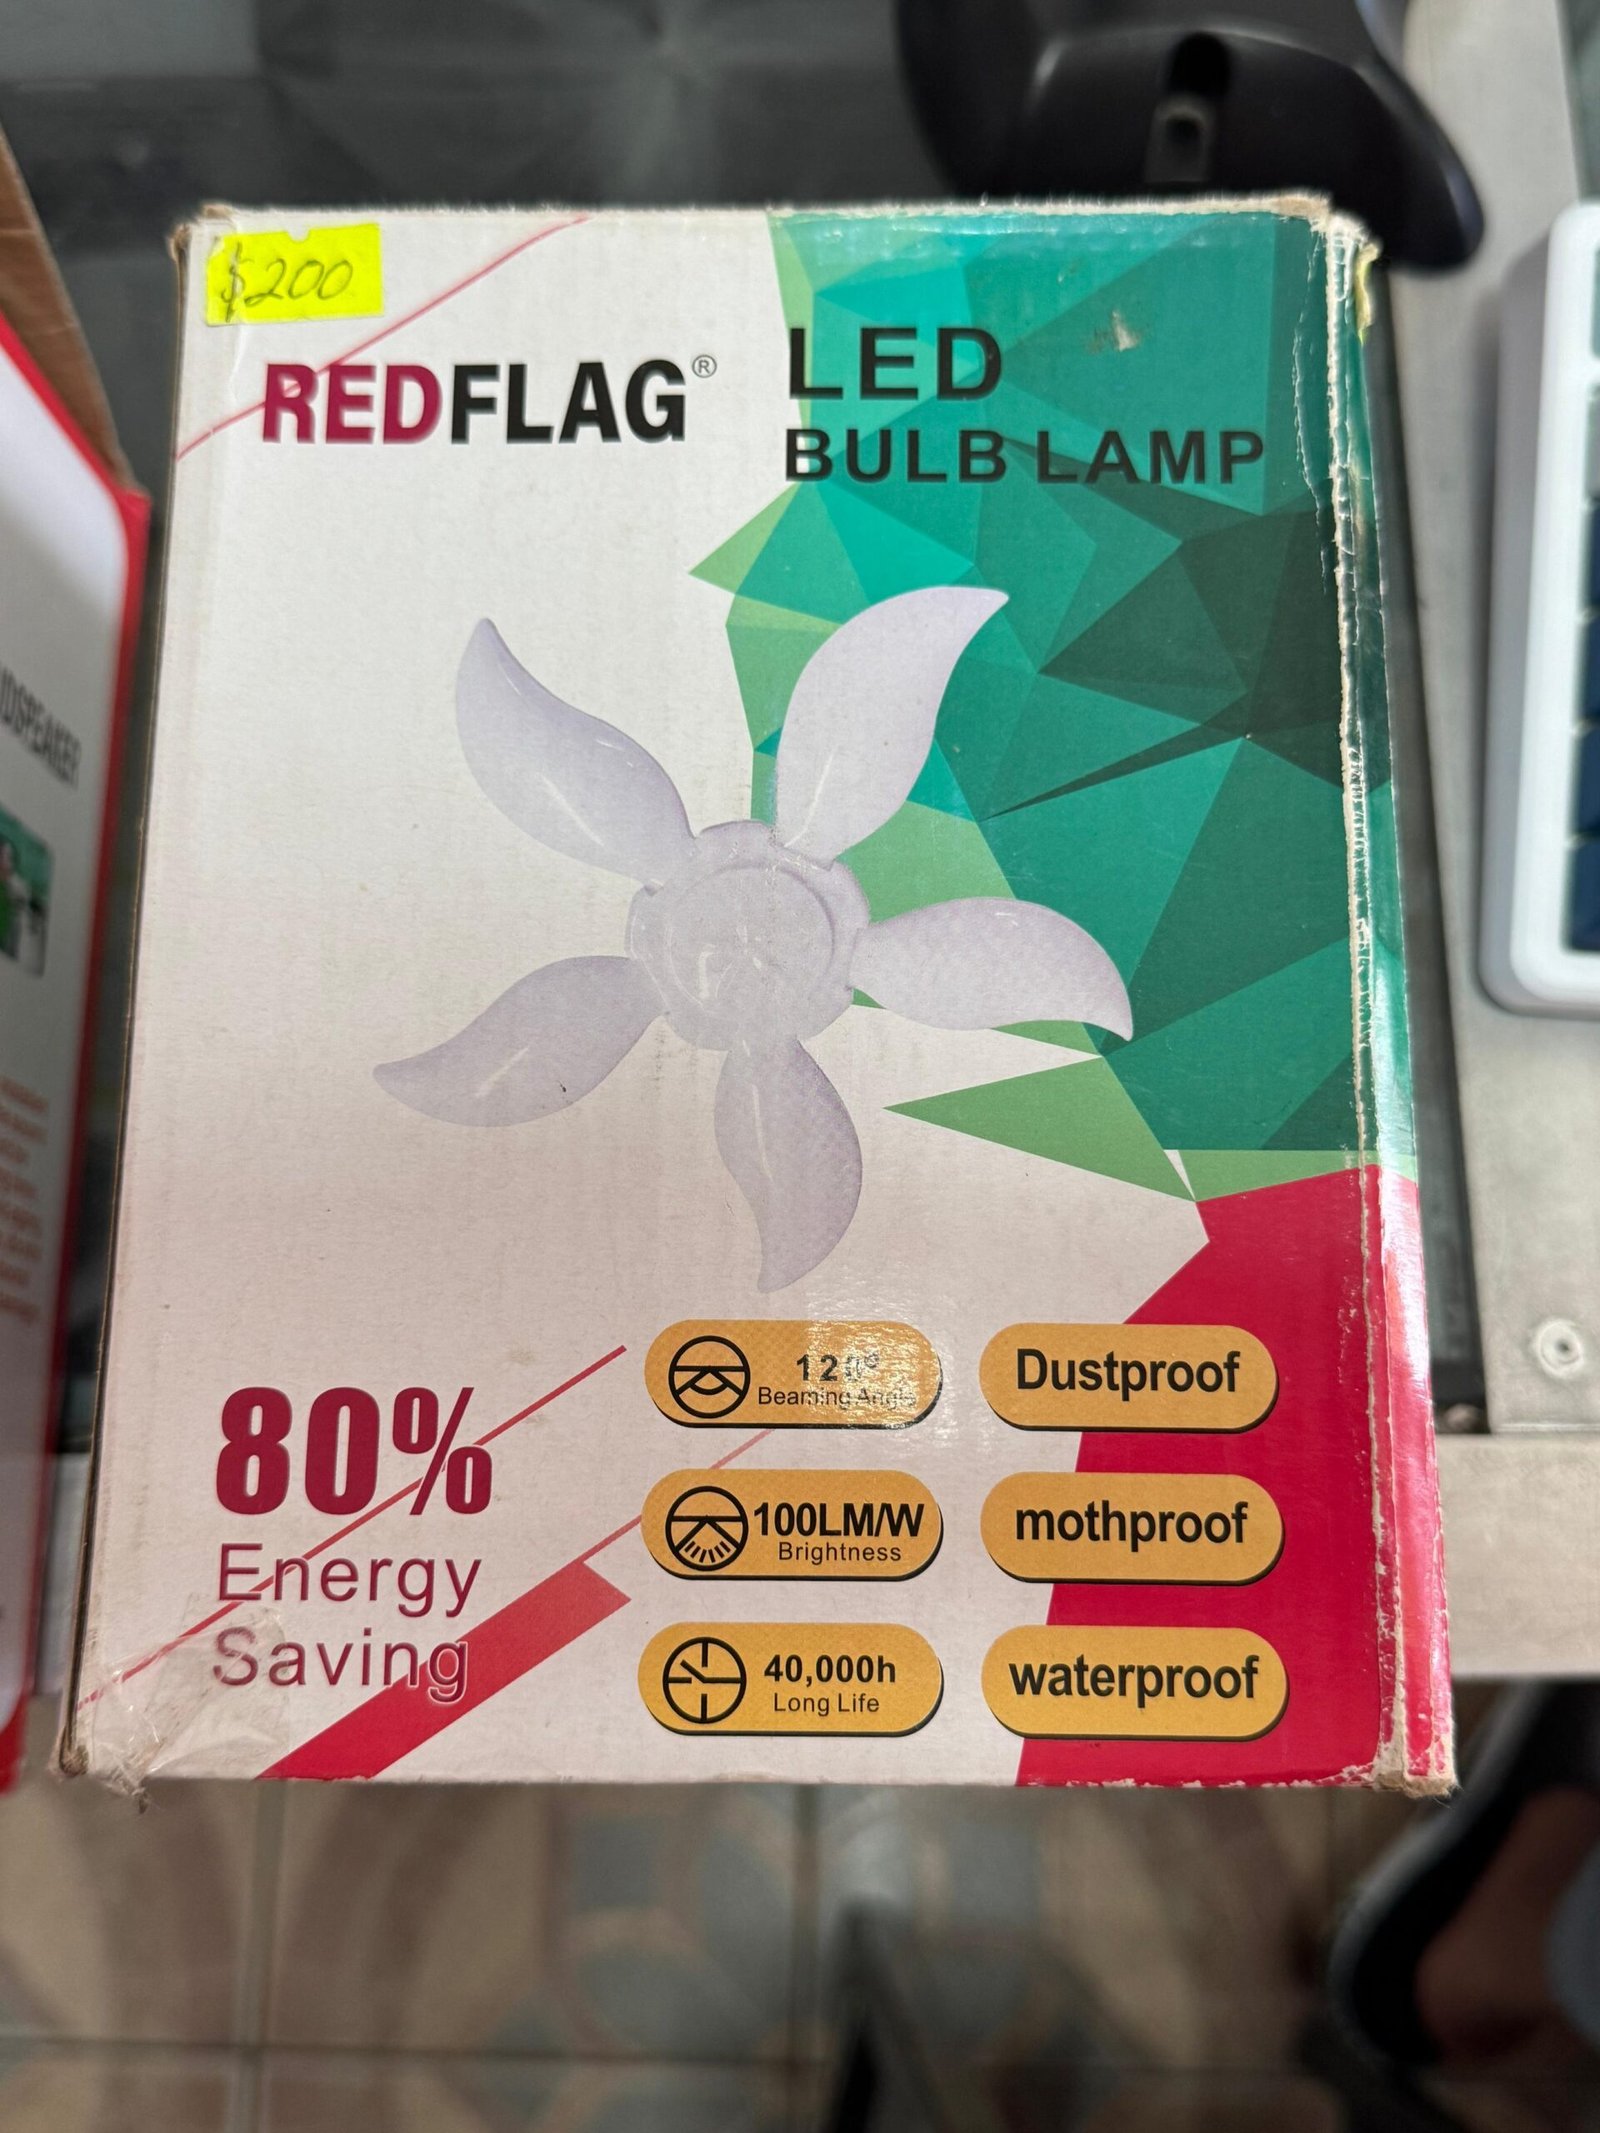 $200
REDFLAG®
LED
BULB LAMP
80%
Energy
Saving
120°
Beaming Angle
100LM/W
Brightness
40,000h
Long Life
Dustproof
mothproof
waterproof